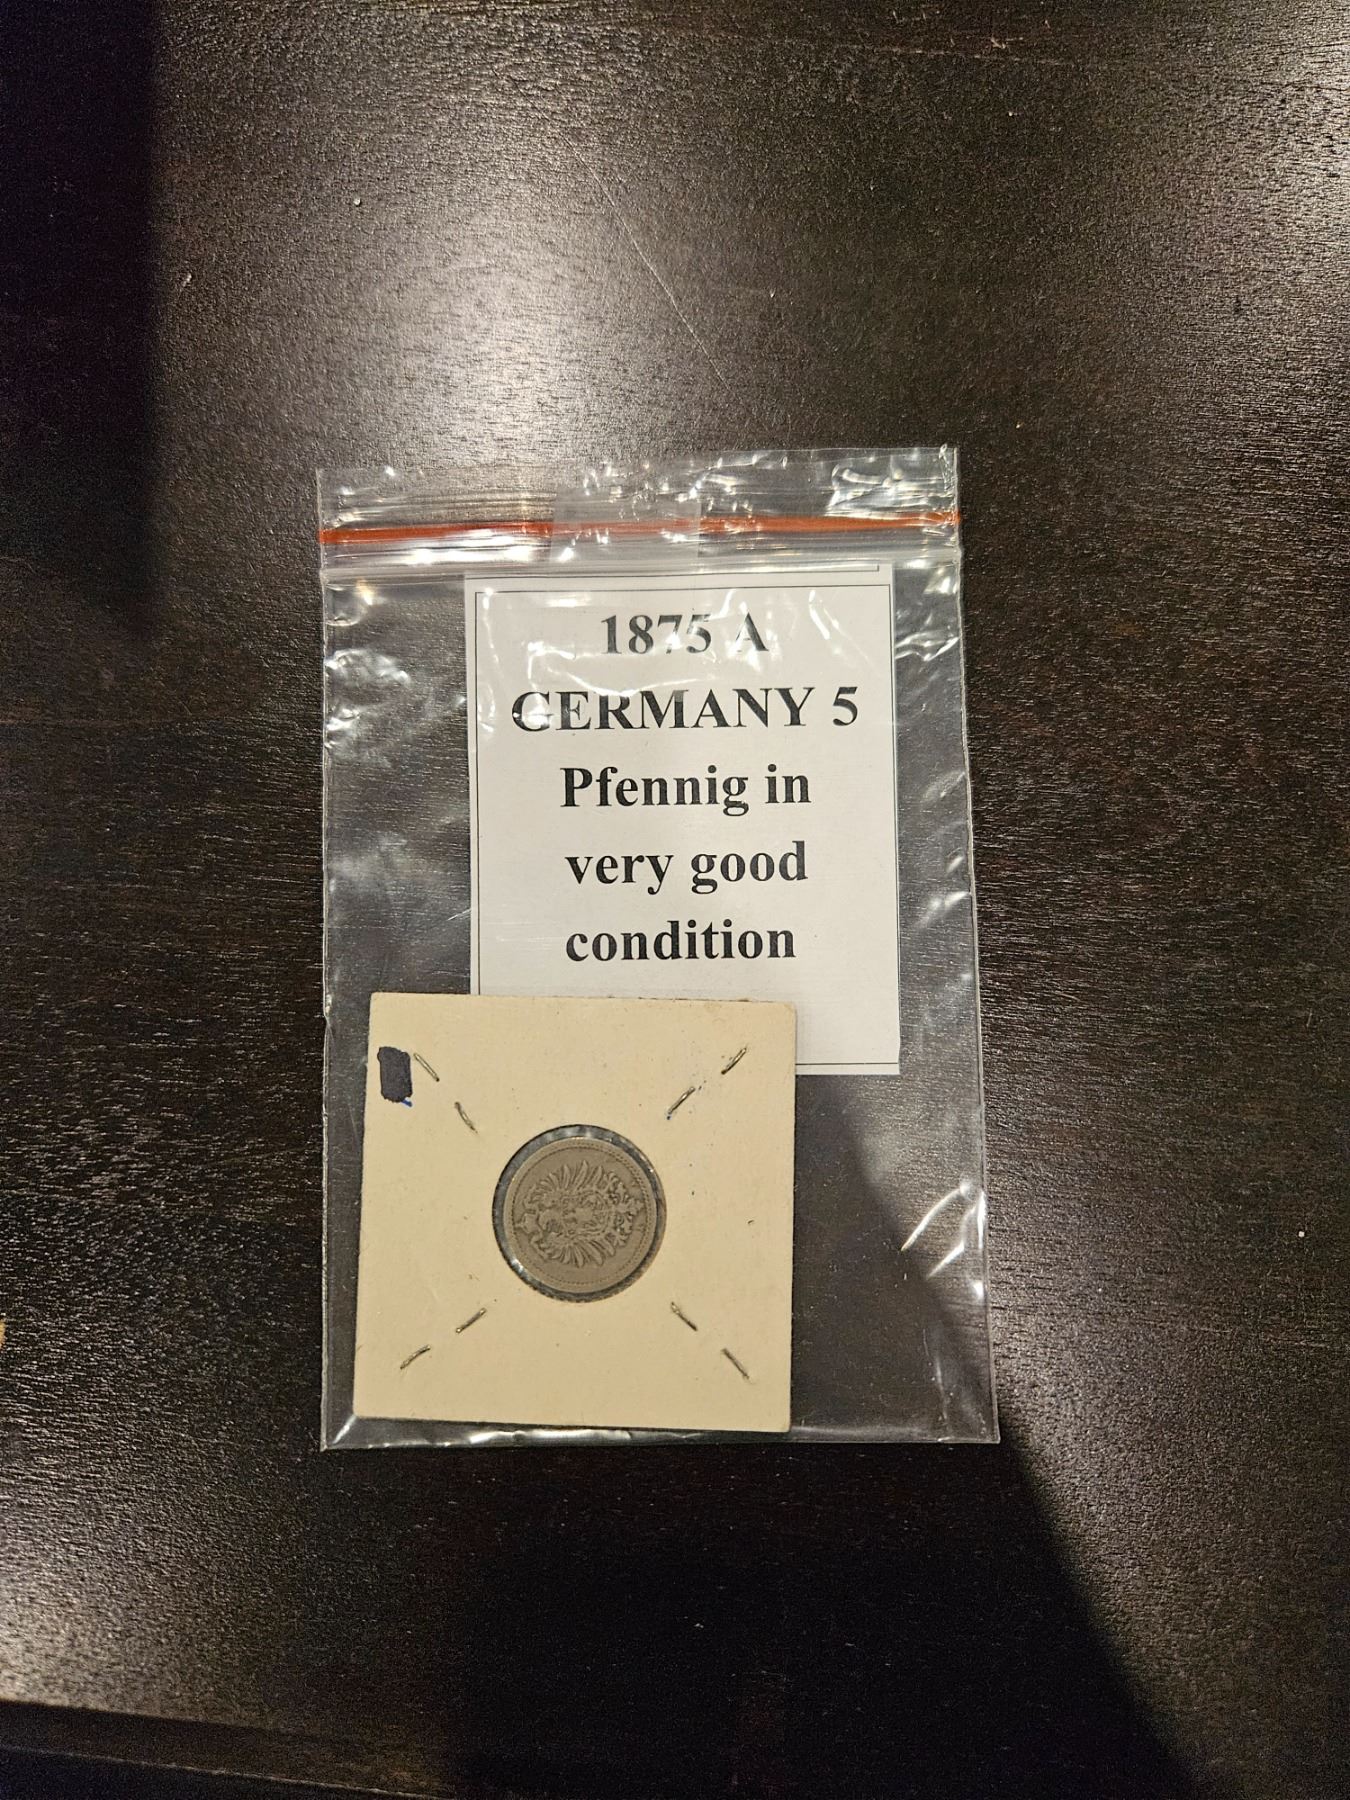 1875 A
GERMANY 5
Pfennig in
very good
condition